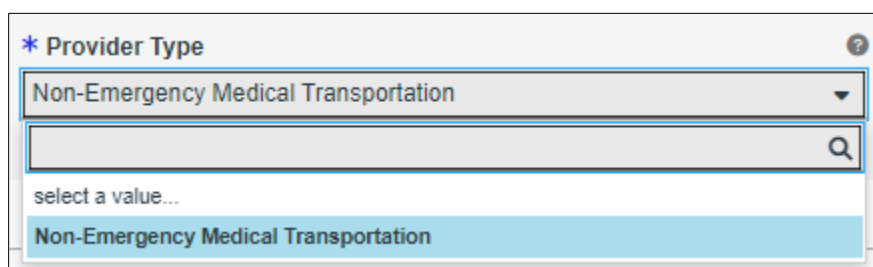 * Provider Type ?
Non-Emergency Medical Transportation
select a value...
Non-Emergency Medical Transportation